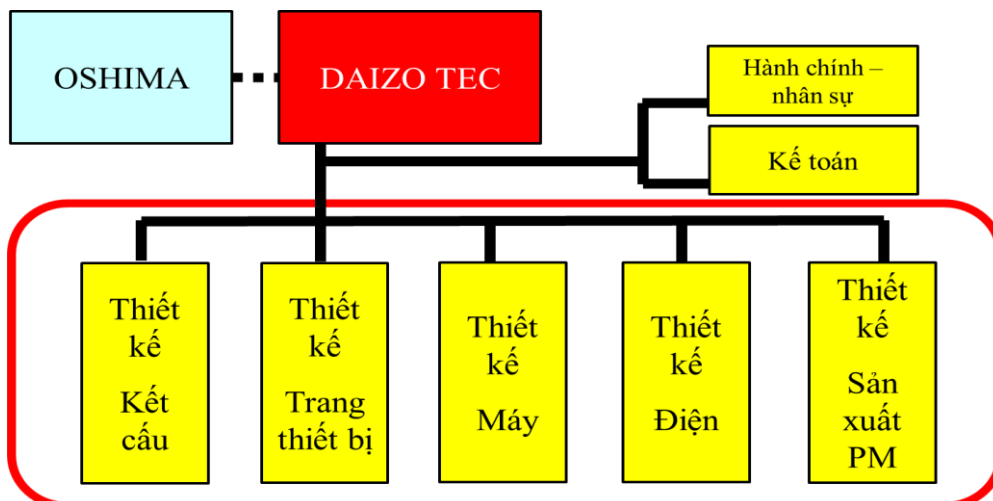 OSHIMA
DAIZO TEC
Hành chính –
nhân sự
Kế toán
Thiết
kế
Kết
cấu
Thiết
kế
Trang
thiết bị
Thiết
kế
Máy
Thiết
kế
Điện
Thiết
kế
Sản
xuất
PM